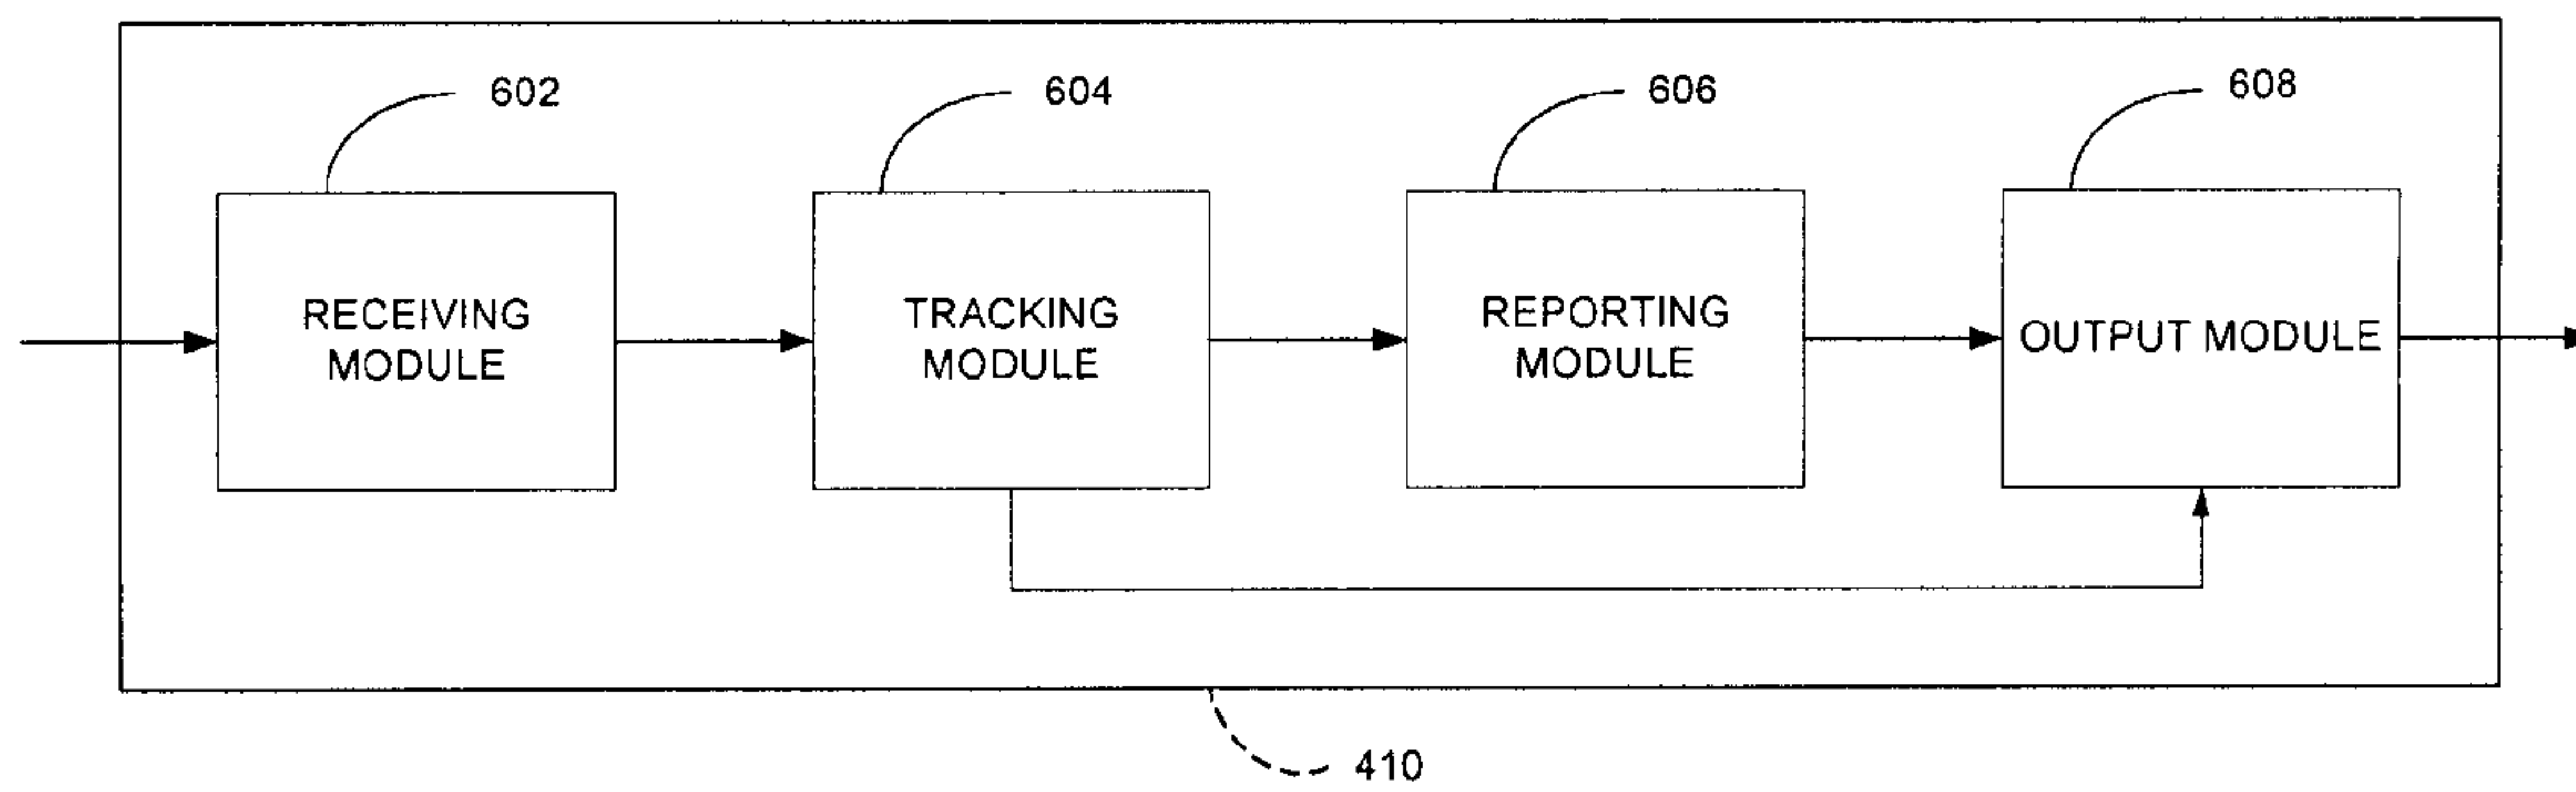 602
604
606
608
RECEIVING
MODULE
TRACKING
MODULE
REPORTING
MODULE
OUTPUT MODULE
410